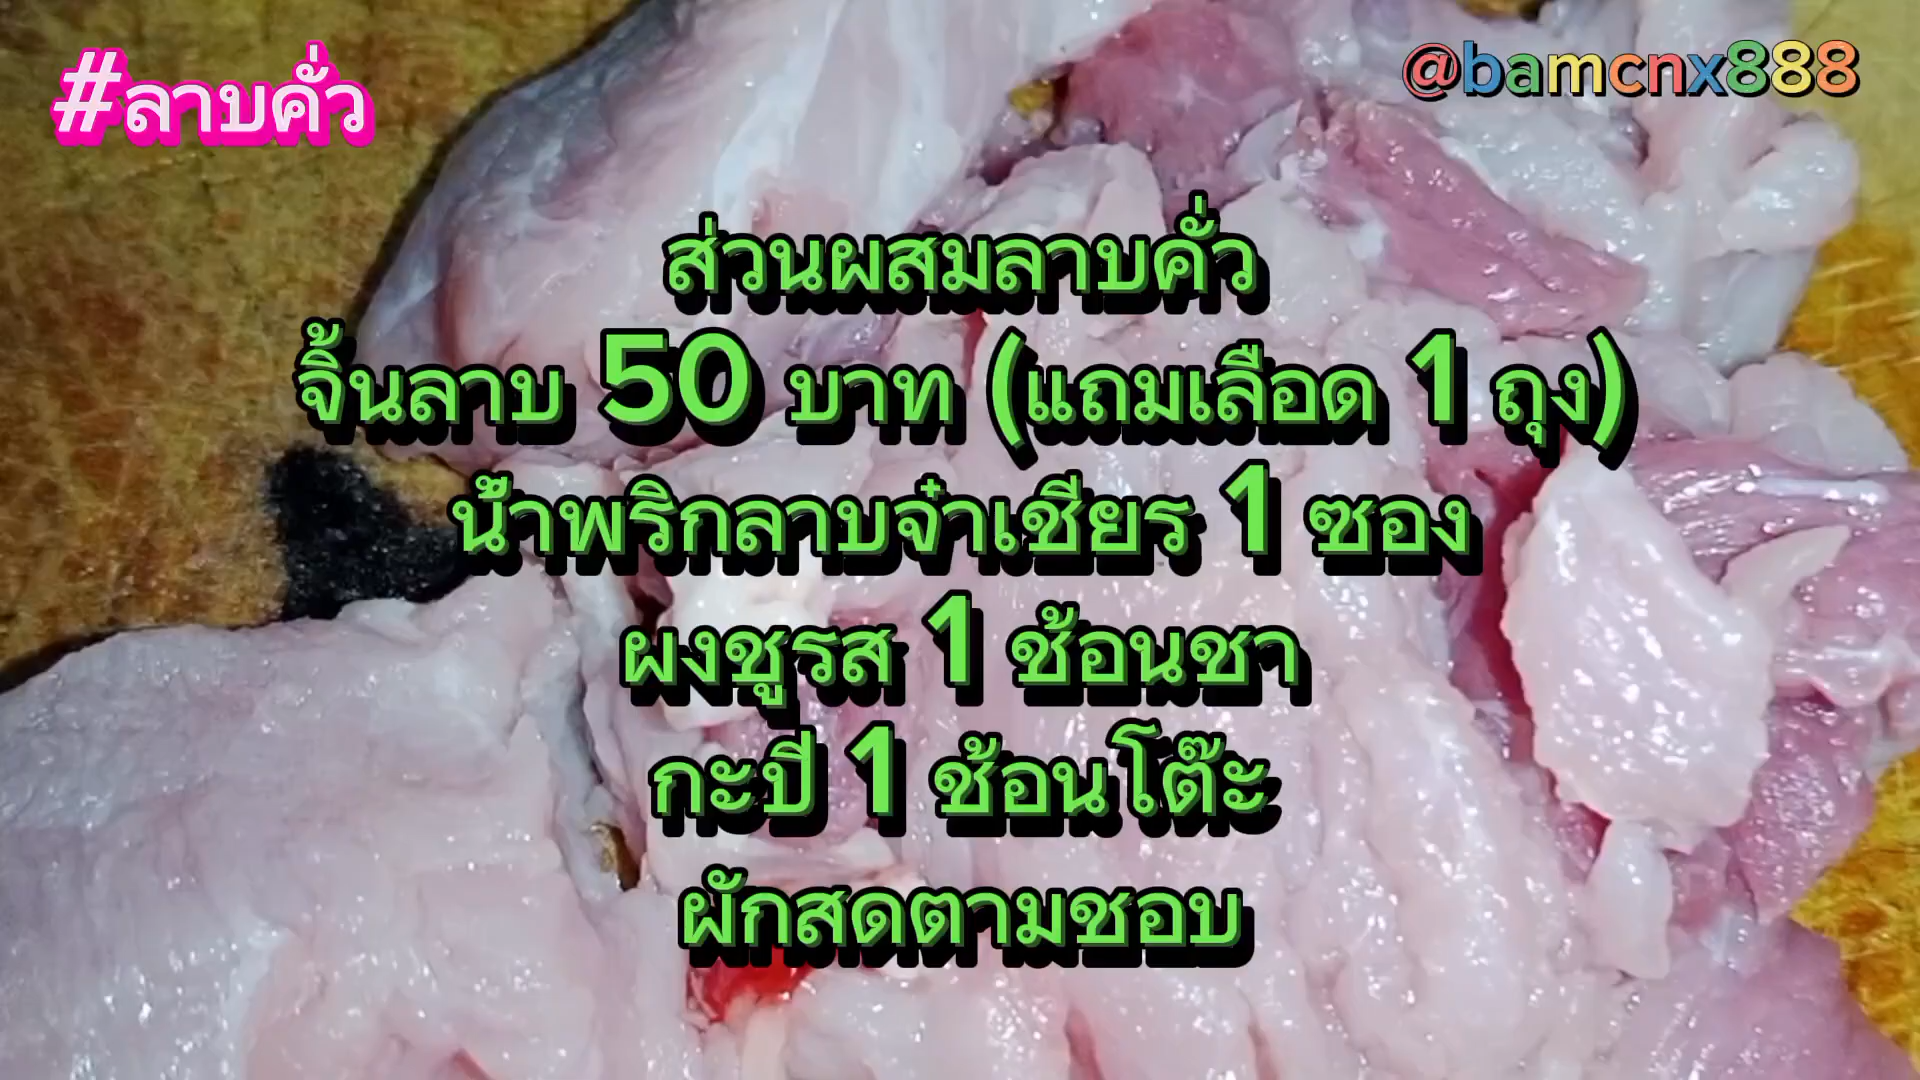 #ลาบคั่ว
@bamcnx888
ส่วนผสมลาบคั่ว
จิ้นลาบ 50 บาท (แถมเลือด 1 ถุง)
น้ำพริกลาบจ๋าเชียร 1 ซอง
ผงชูรส 1 ช้อนชา
กะปิ 1 ช้อนโต๊ะ
ผักสดตามชอบ